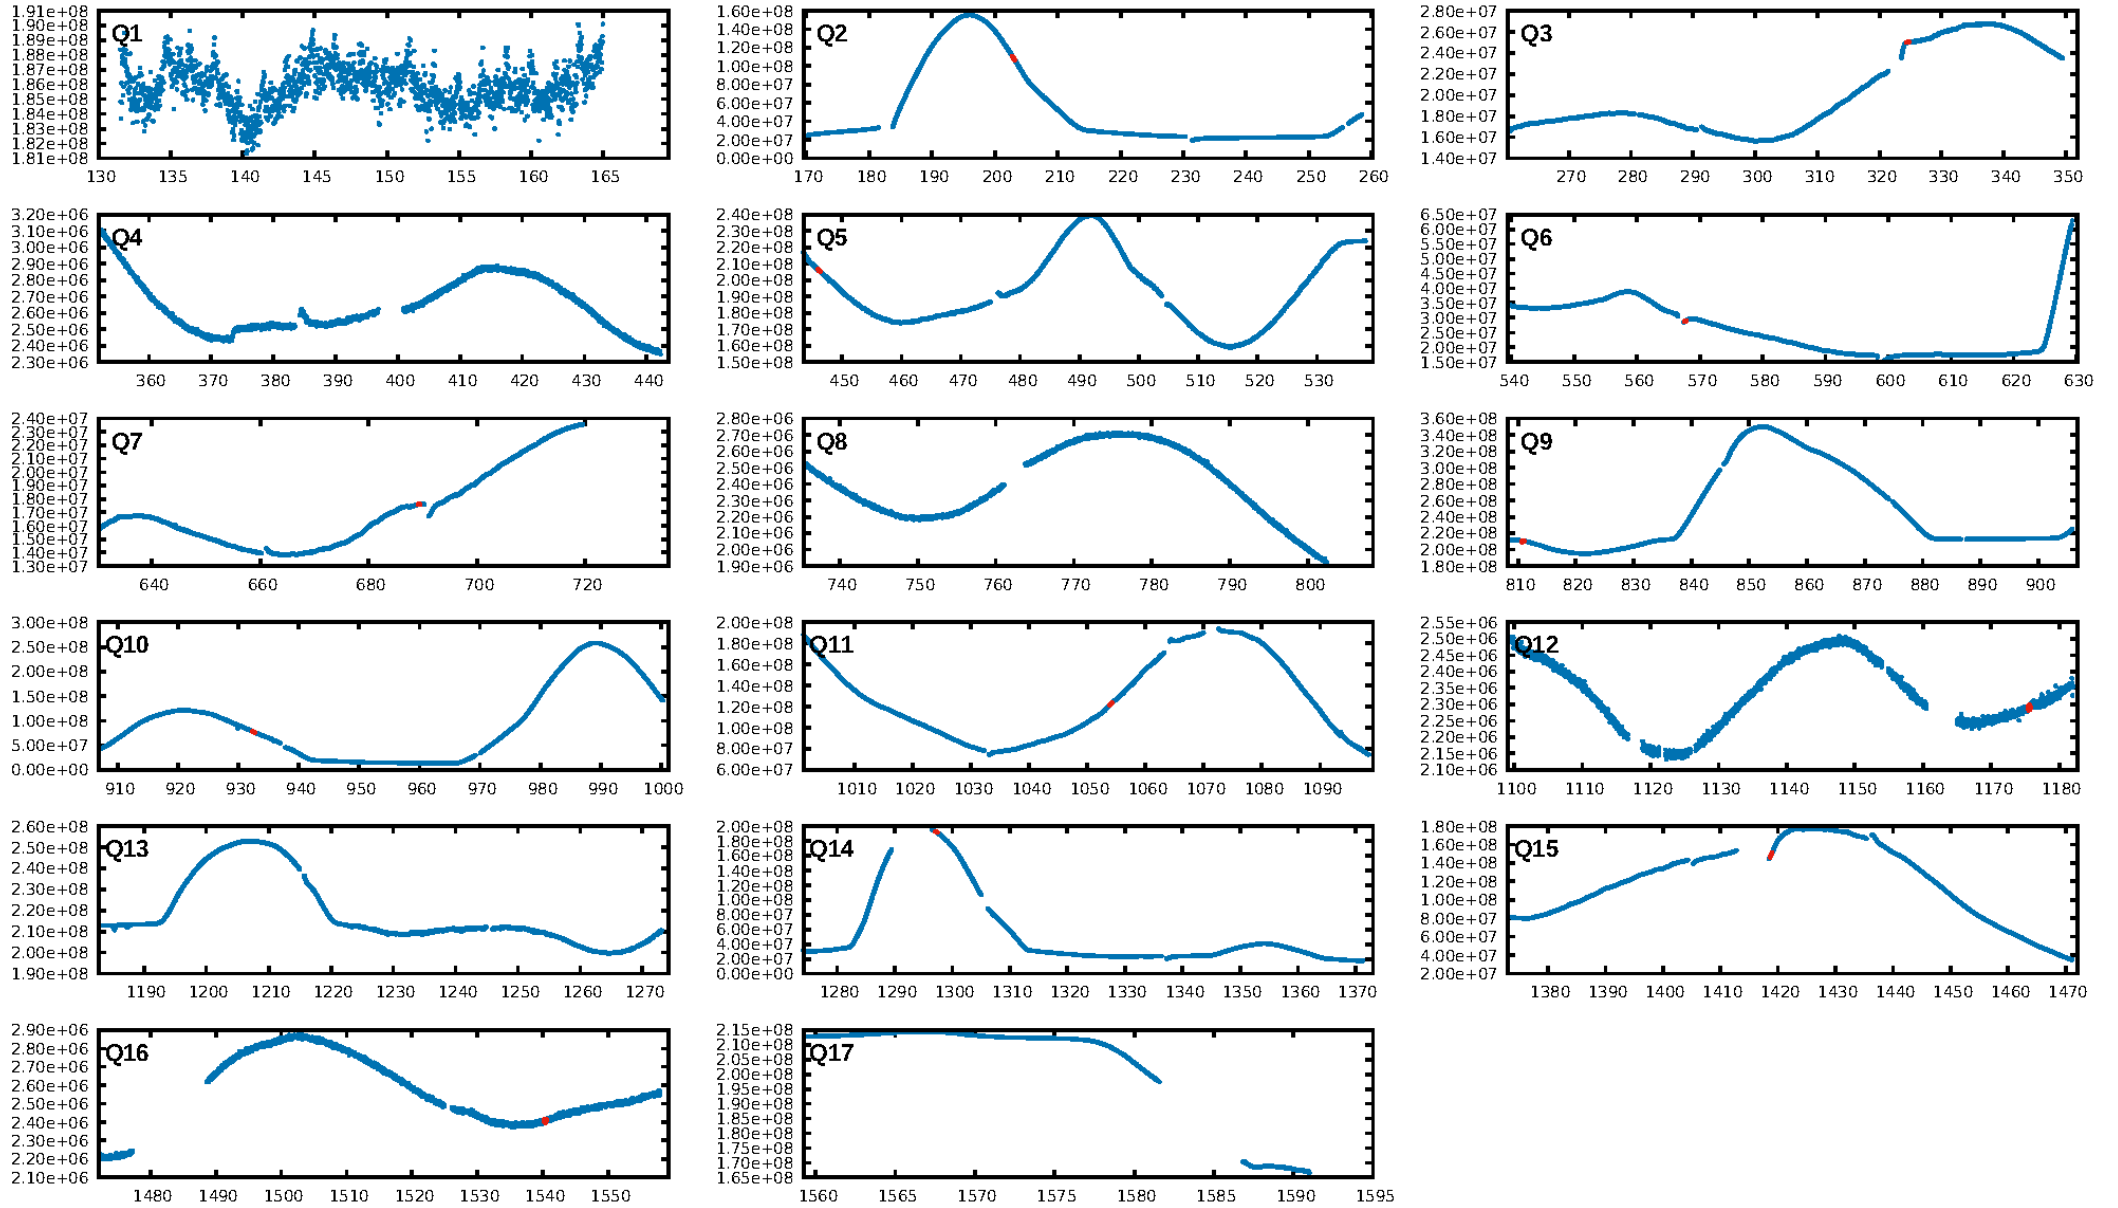 Q1
1.91e+08
1.90e+08
1.89e+08
1.88e+08
1.87e+08
1.86e+08
1.85e+08
1.84e+08
1.83e+08
1.82e+08
1.81e+08
130 135 140 145 150 155 160 165
Q2
1.60e+08
1.40e+08
1.20e+08
1.00e+08
8.00e+07
6.00e+07
4.00e+07
2.00e+07
0.00e+00
170 180 190 200 210 220 230 240 250 260
Q3
2.80e+07
2.60e+07
2.40e+07
2.20e+07
2.00e+07
1.80e+07
1.60e+07
1.40e+07
270 280 290 300 310 320 330 340 350
Q4
3.20e+06
3.10e+06
3.00e+06
2.90e+06
2.80e+06
2.70e+06
2.60e+06
2.50e+06
2.40e+06
2.30e+06
360 370 380 390 400 410 420 430 440
Q5
2.40e+08
2.20e+08
2.10e+08
2.00e+08
1.90e+08
1.80e+08
1.70e+08
1.60e+08
1.50e+08
450 460 470 480 490 500 510 520 530
Q6
6.50e+07
6.00e+07
5.50e+07
5.00e+07
4.50e+07
4.00e+07
3.50e+07
3.00e+07
2.50e+07
2.00e+07
1.50e+07
540 550 560 570 580 590 600 610 620 630
Q7
2.40e+07
2.30e+07
2.20e+07
2.10e+07
2.00e+07
1.90e+07
1.80e+07
1.70e+07
1.60e+07
1.50e+07
1.40e+07
1.30e+07
640 660 680 700 720
Q8
2.80e+06
2.70e+06
2.60e+06
2.50e+06
2.40e+06
2.30e+06
2.20e+06
2.10e+06
2.00e+06
1.90e+06
740 750 760 770 780 790 800
Q9
3.60e+08
3.40e+08
3.20e+08
3.00e+08
2.80e+08
2.60e+08
2.40e+08
2.20e+08
2.00e+08
1.80e+08
810 820 830 840 850 860 870 880 890 900
Q10
3.00e+08
2.50e+08
2.00e+08
1.50e+08
1.00e+08
5.00e+07
0.00e+00
910 920 930 940 950 960 970 980 990 1000
Q11
2.00e+08
1.80e+08
1.60e+08
1.40e+08
1.20e+08
1.00e+08
8.00e+07
6.00e+07
1010 1020 1030 1040 1050 1060 1070 1080 1090
Q12
2.55e+06
2.50e+06
2.45e+06
2.40e+06
2.35e+06
2.30e+06
2.25e+06
2.20e+06
2.15e+06
2.10e+06
1100 1110 1120 1130 1140 1150 1160 1170 1180
Q13
2.60e+08
2.50e+08
2.40e+08
2.30e+08
2.20e+08
2.10e+08
2.00e+08
1.90e+08
1190 1200 1210 1220 1230 1240 1250 1260 1270
Q14
2.00e+08
1.80e+08
1.60e+08
1.40e+08
1.20e+08
1.00e+08
8.00e+07
6.00e+07
4.00e+07
2.00e+07
0.00e+00
1280 1290 1300 1310 1320 1330 1340 1350 1360 1370
Q15
1.80e+08
1.60e+08
1.40e+08
1.20e+08
1.00e+08
8.00e+07
6.00e+07
4.00e+07
2.00e+07
1380 1390 1400 1410 1420 1430 1440 1450 1460 1470
Q16
2.90e+06
2.80e+06
2.70e+06
2.60e+06
2.50e+06
2.40e+06
2.30e+06
2.20e+06
2.10e+06
1480 1490 1500 1510 1520 1530 1540 1550
Q17
2.15e+08
2.10e+08
2.05e+08
2.00e+08
1.95e+08
1.90e+08
1.85e+08
1.80e+08
1.75e+08
1.70e+08
1.65e+08
1560 1565 1570 1575 1580 1585 1590 1595